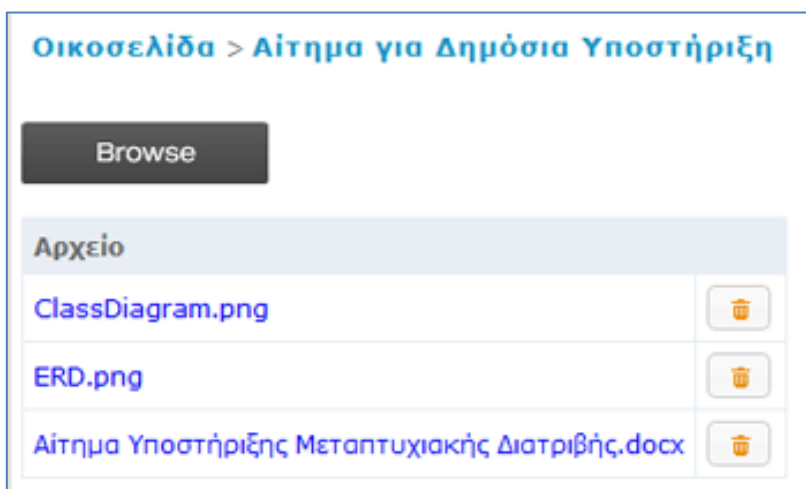 Οικοσελίδα > Αίτημα για Δημόσια Υποστήριξη
Browse
Αρχείο
ClassDiagram.png
ERD.png
Αίτημα Υποστήριξης Μεταπτυχιακής Διατριβής.docx